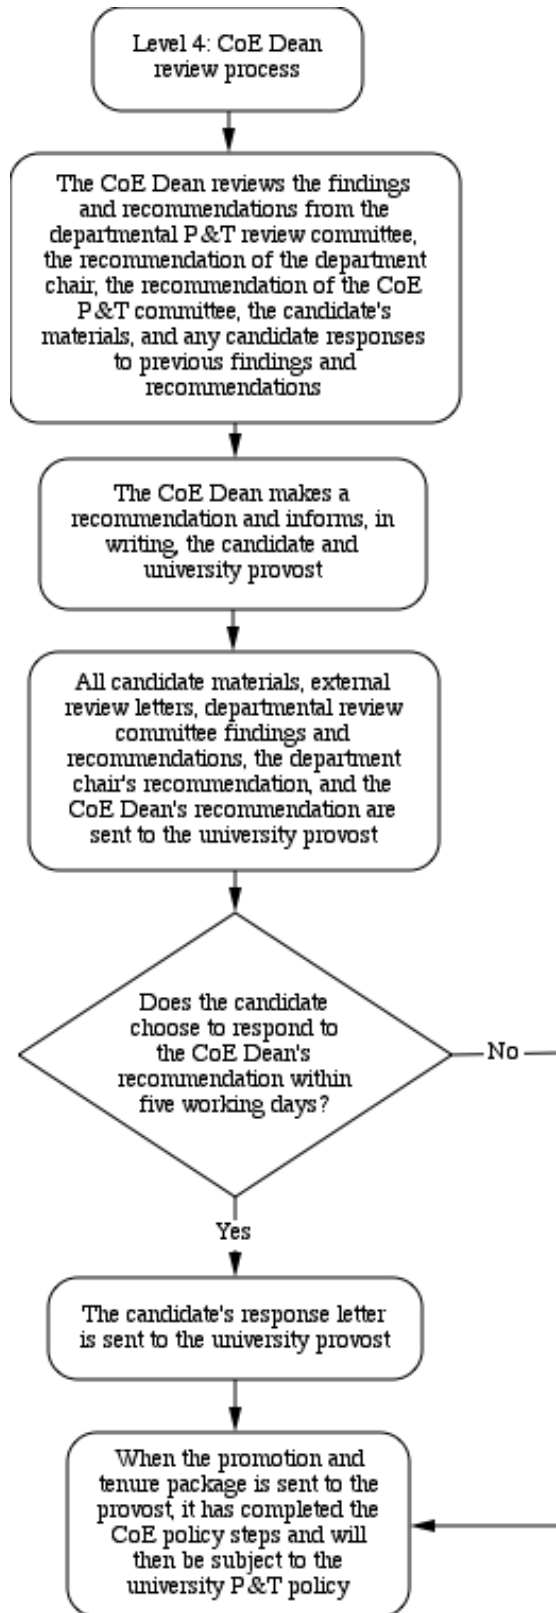 Level 4: CoE Dean
review process
The CoE Dean reviews the findings
and recommendations from the
departmental P&T review committee,
the recommendation of the department
chair, the recommendation of the CoE
P&T committee, the candidate's
materials, and any candidate responses
to previous findings and
recommendations
The CoE Dean makes a
recommendation and informs, in
writing, the candidate and
university provost
All candidate materials, external
review letters, departmental review
committee findings and
recommendations, the department
chair's recommendation, and the
CoE Dean's recommendation are
sent to the university provost
Does the candidate
choose to respond to
the CoE Dean's
recommendation within
five working days?
No
Yes
The candidate's response letter
is sent to the university provost
When the promotion and
tenure package is sent to the
provost, it has completed the
CoE policy steps and will
then be subject to the
university P&T policy